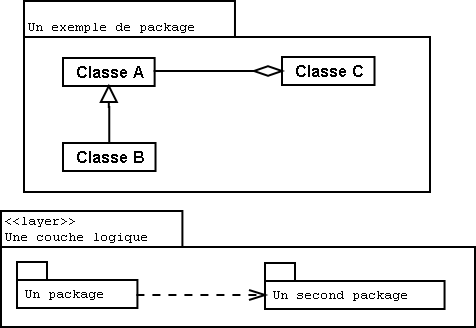 Un exemple de package
Classe A
Classe C
Classe B
<<layer>>
Une couche logique
Un package
Un second package